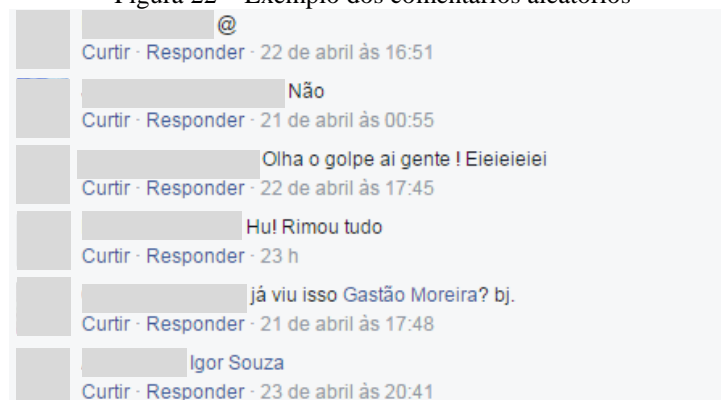 Figura 22 – Exemplo dos comentários aleatórios
@
Curtir · Responder · 22 de abril às 16:51
Não
Curtir · Responder · 21 de abril às 00:55
Olha o golpe ai gente ! Eieieieiei
Curtir · Responder · 22 de abril às 17:45
Hu! Rimou tudo
Curtir · Responder · 23 h
já viu isso Gastão Moreira? bj.
Curtir · Responder · 21 de abril às 17:48
Igor Souza
Curtir · Responder · 23 de abril às 20:41